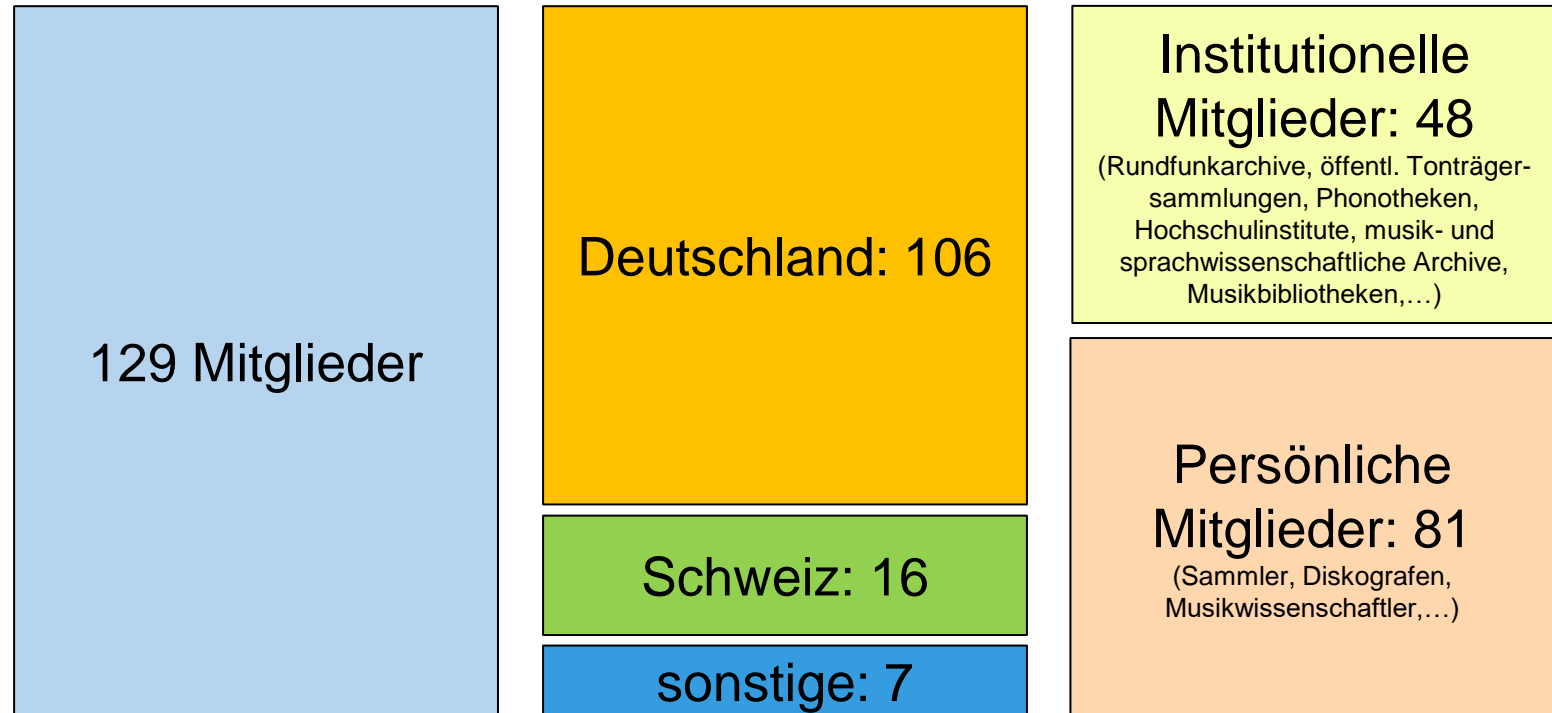 129 Mitglieder
Deutschland: 106
Schweiz: 16
sonstige: 7
Institutionelle
Mitglieder: 48
(Rundfunkarchive, öffentl. Tonträger-
sammlungen, Phonotheken,
Hochschulinstitute, musik- und
sprachwissenschaftliche Archive,
Musikbibliotheken,…)
Persönliche
Mitglieder: 81
(Sammler, Diskografen,
Musikwissenschaftler,…)